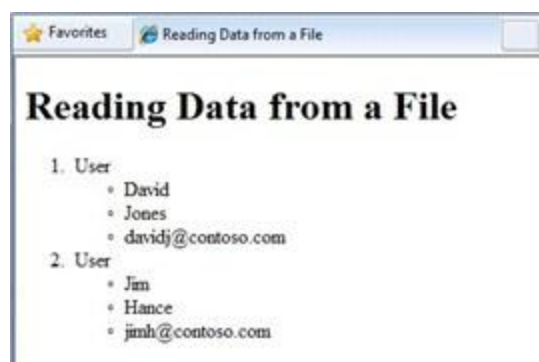 Favorites
Reading Data from a File
Reading Data from a File
1. User
David
Jones
davidj@contoso.com
2. User
Jim
Hance
jimh@contoso.com